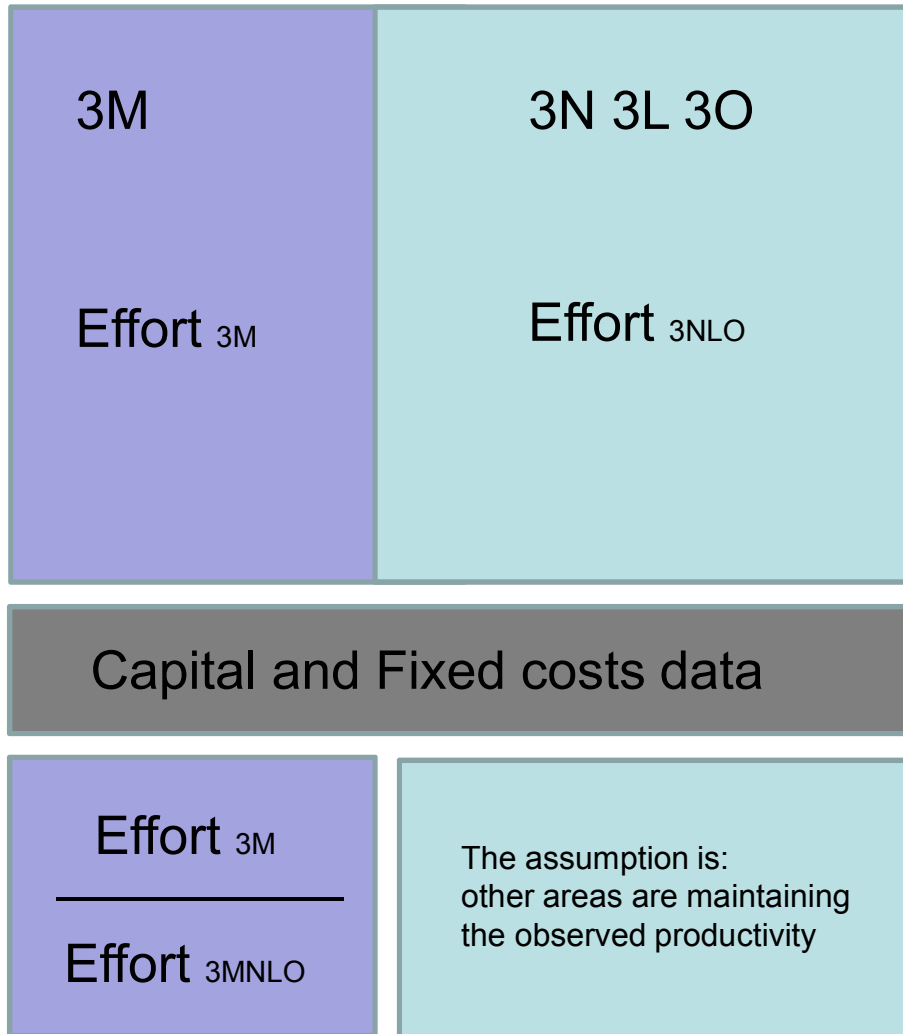 3M
3N 3L 3O
Effort 3M
Effort 3NLO
Capital and Fixed costs data
Effort 3M
Effort 3MNLO
The assumption is:
other areas are maintaining
the observed productivity